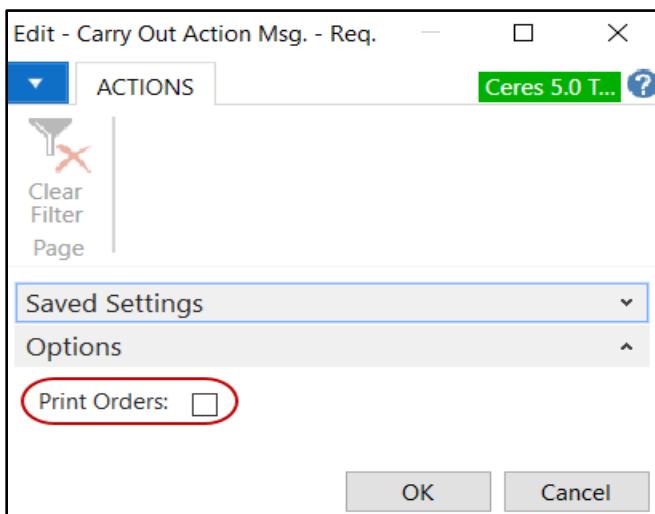 Edit - Carry Out Action Msg. - Req.
ACTIONS
Ceres 5.0 T...
?
Clear
Filter
Page
Saved Settings
Options
Print Orders:
OK
Cancel